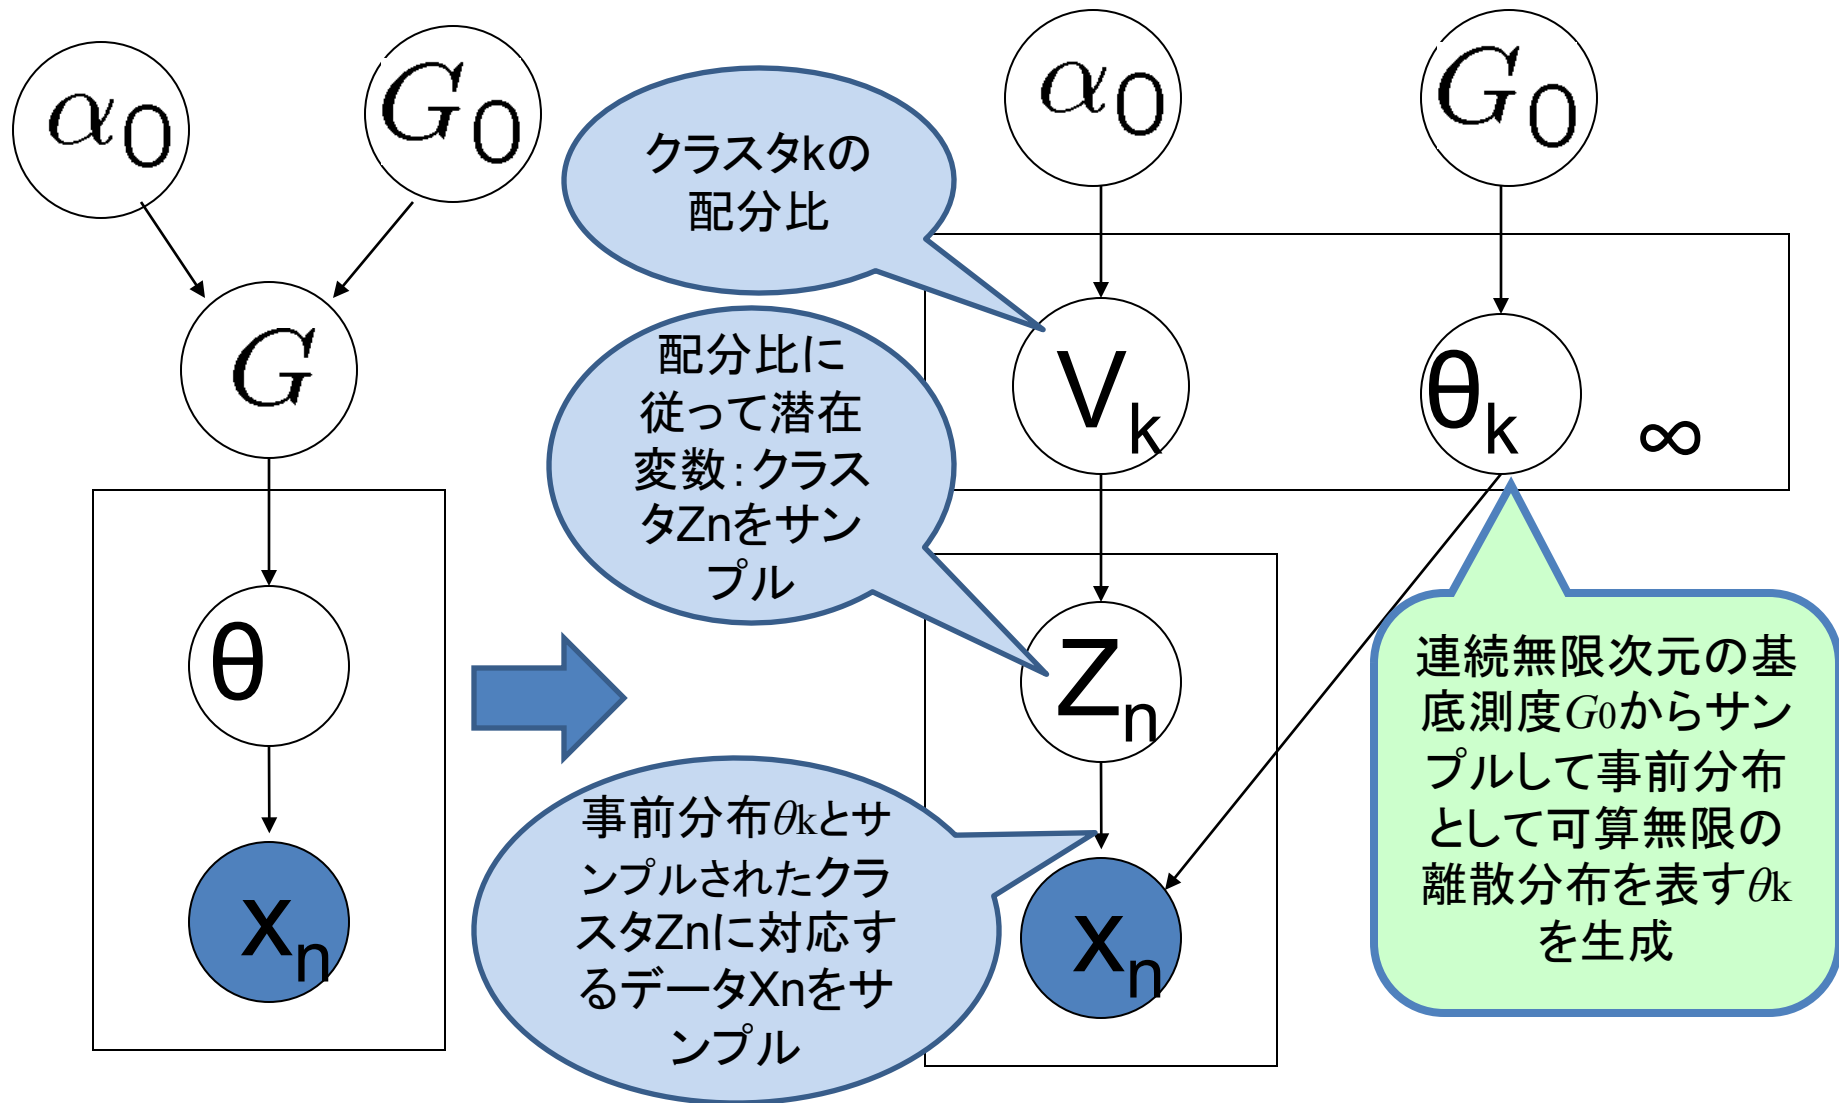 α0
G0
G
θ
xn
クラスタkの
配分比
配分比に
従って潜在
変数：クラス
タZnをサン
プル
事前分布θkとサ
ンプルされたクラ
スタZnに対応す
るデータXnをサ
ンプル
α0
G0
Vk
θk
∞
Zn
xn
連続無限次元の基
底測度G0からサン
プルして事前分布
として可算無限の
離散分布を表すθk
を生成